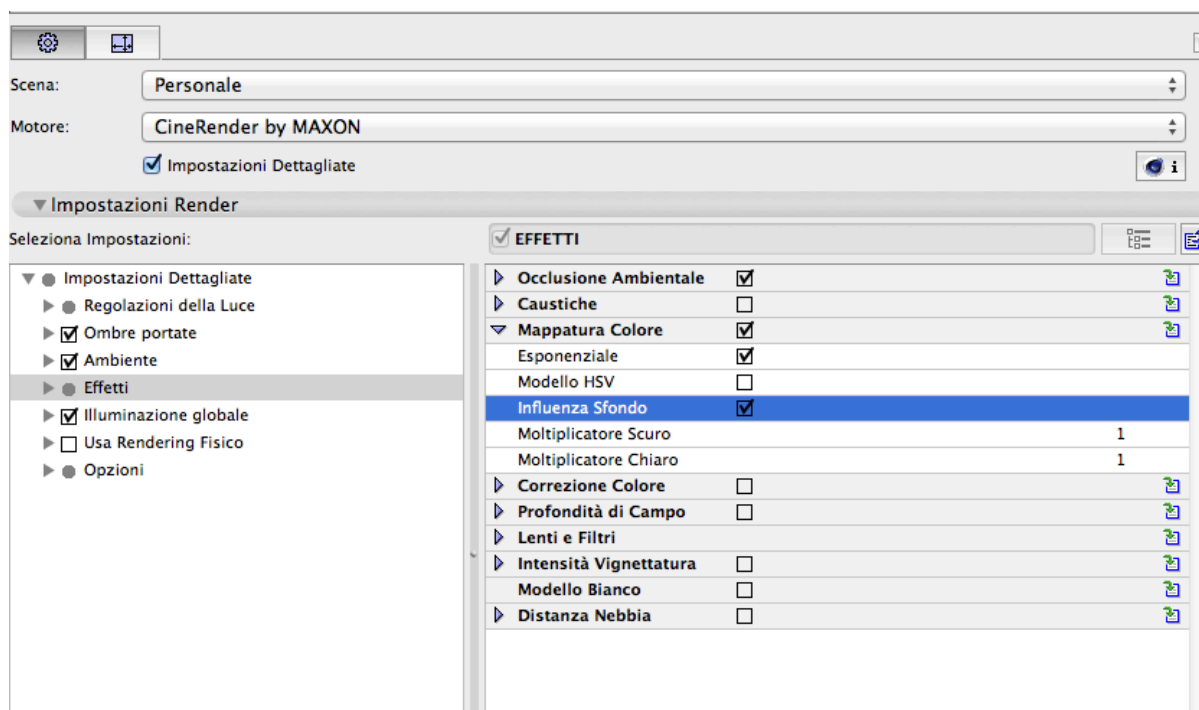 Scena:
Personale
Motore:
CineRender by MAXON
Impostazioni Dettagliate
i
Impostazioni Render
Seleziona Impostazioni:
EFFETTI
Impostazioni Dettagliate
Regolazioni della Luce
Ombre portate
Ambiente
Effetti
Illuminazione globale
Usa Rendering Fisico
Opzioni
Occlusione Ambientale
Caustiche
Mappatura Colore
Esponenziale
Modello HSV
Influenza Sfondo
Moltiplicatore Scuro 1
Moltiplicatore Chiaro 1
Correzione Colore
Profondità di Campo
Lenti e Filtri
Intensità Vignettatura
Modello Bianco
Distanza Nebbia